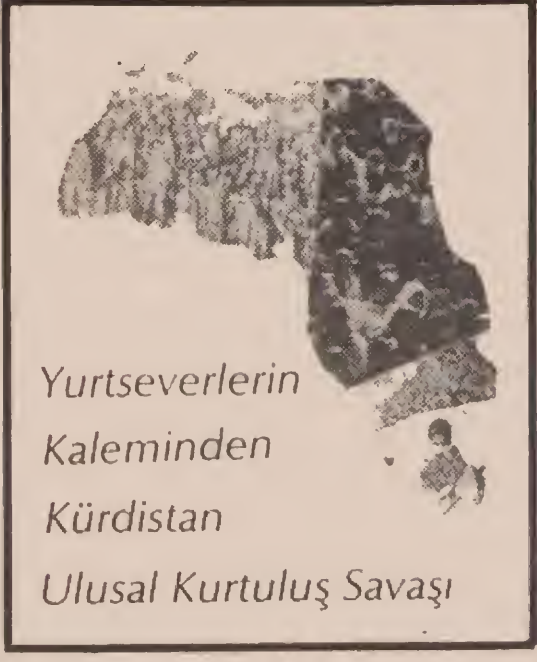 Yurtseverlerin
Kaleminden
Kürdistan
Ulusal Kurtuluş Savaşı